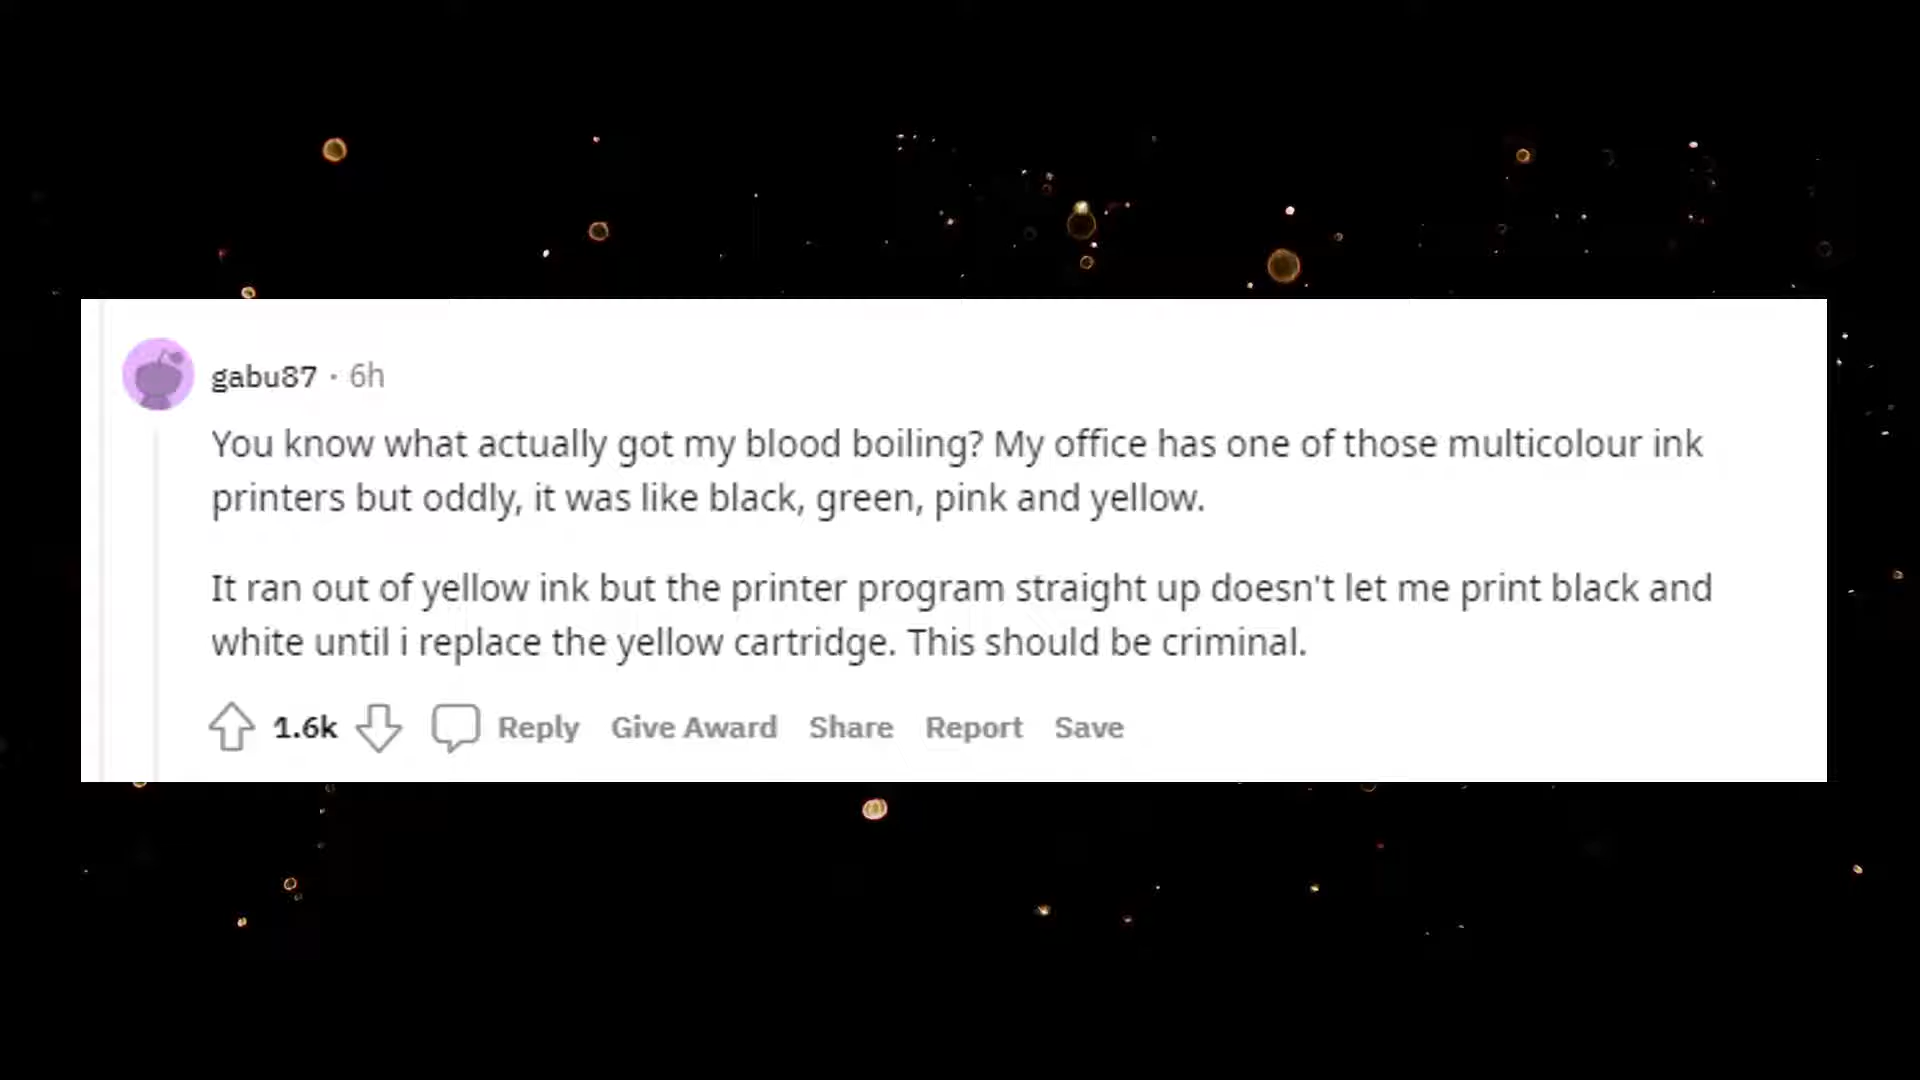 gabu87 · 6h
You know what actually got my blood boiling? My office has one of those multicolour ink
printers but oddly, it was like black, green, pink and yellow.
It ran out of yellow ink but the printer program straight up doesn't let me print black and
white until i replace the yellow cartridge. This should be criminal.
1.6k Reply Give Award Share Report Save